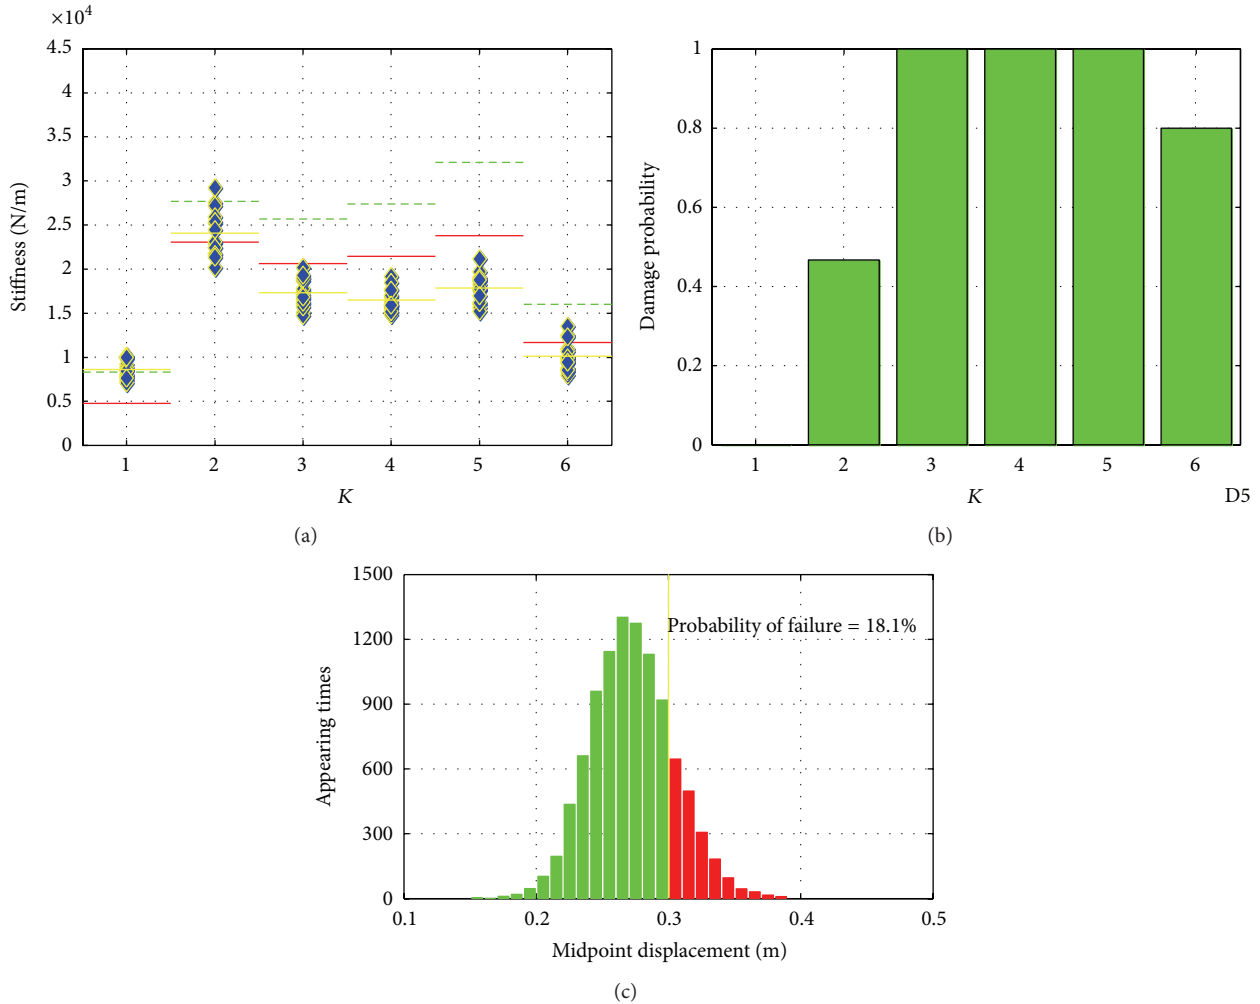 ×10^4
4.5
4
3.5
3
2.5
2
1.5
1
0.5
0
Stiffness (N/m)
1 2 3 4 5 6
K
(a)
1
0.8
0.6
0.4
0.2
0
Damage probability
1 2 3 4 5 6
K
D5
(b)
1500
1200
900
600
300
0
Appearing times
Probability of failure = 18.1%
0.1 0.2 0.3 0.4 0.5
Midpoint displacement (m)
(c)